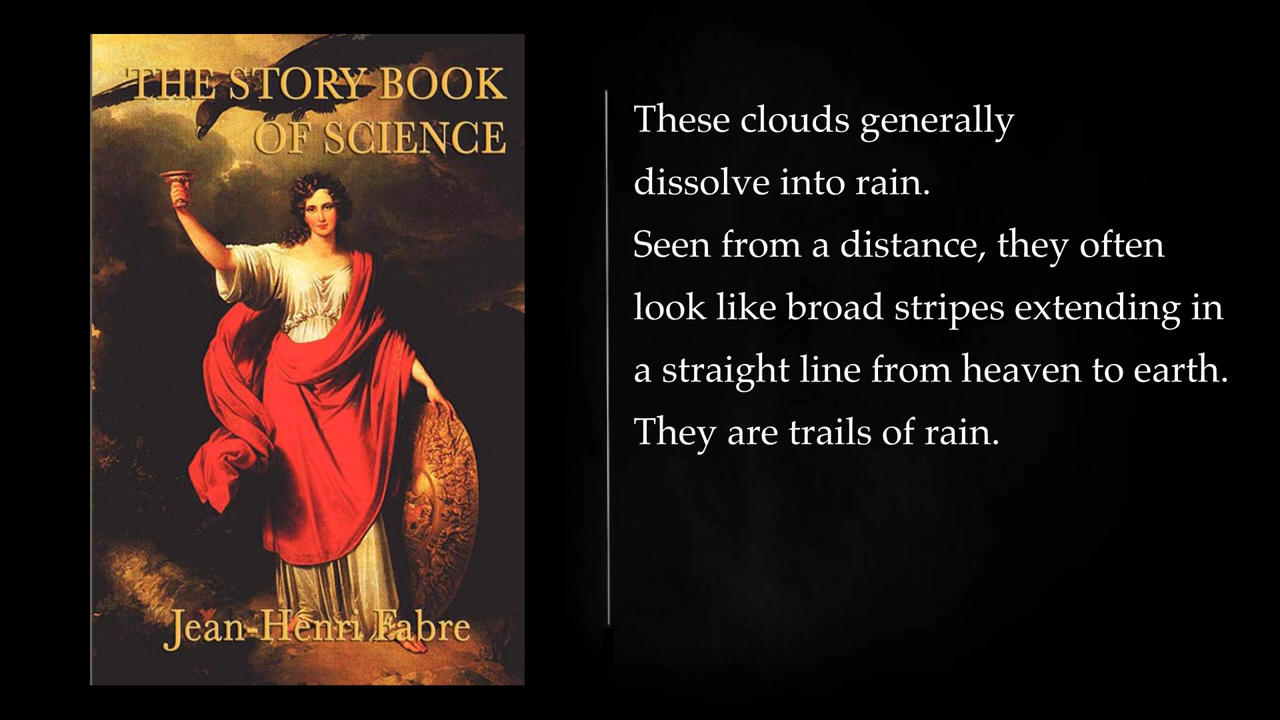 THE STORY BOOK
OF SCIENCE
Jean-Henri Fabre
These clouds generally
dissolve into rain.
Seen from a distance, they often
look like broad stripes extending in
a straight line from heaven to earth.
They are trails of rain.